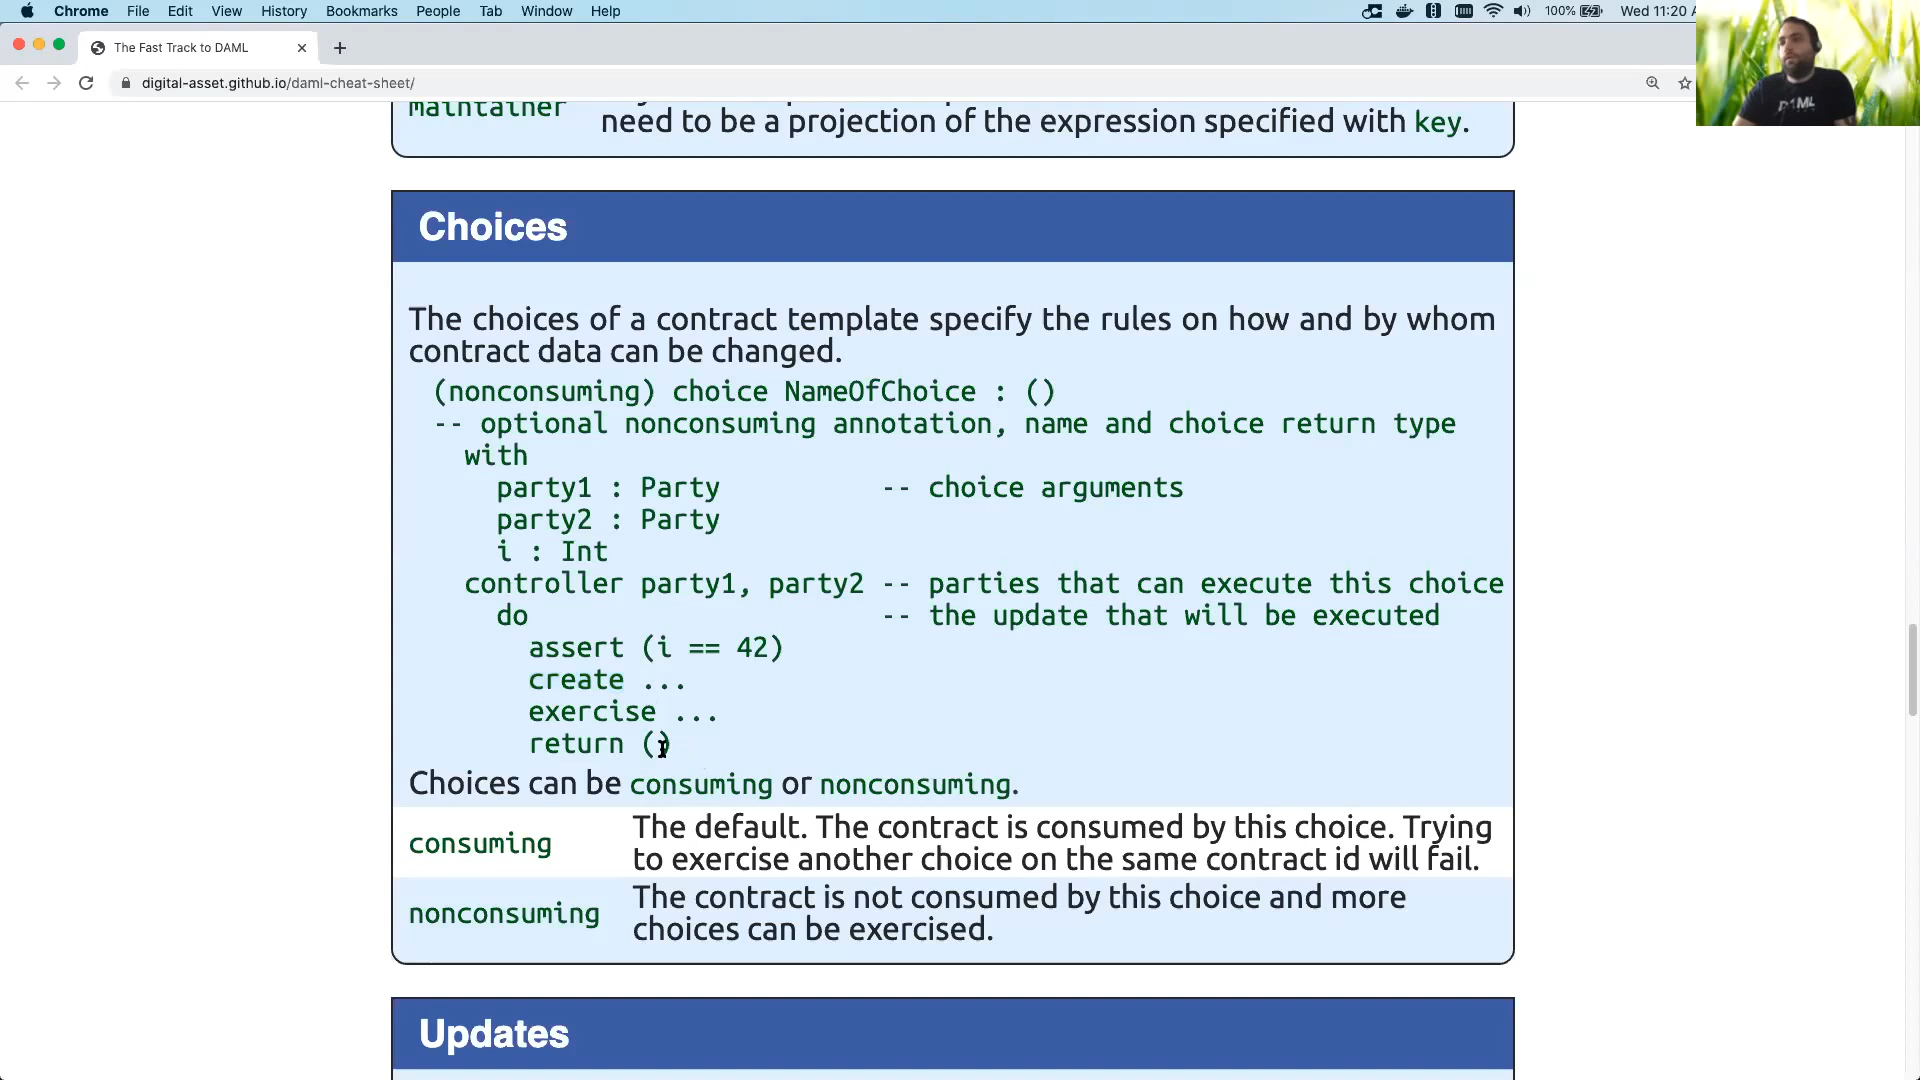 Chrome File Edit View History Bookmarks People Tab Window Help 100% Wed 11:20
The Fast Track to DAML
digital-asset.github.io/daml-cheat-sheet/
maintainer
need to be a projection of the expression specified with key.
Choices
The choices of a contract template specify the rules on how and by whom
contract data can be changed.
(nonconsuming) choice NameOfChoice : ()
-- optional nonconsuming annotation, name and choice return type
with
party1 : Party -- choice arguments
party2 : Party
i : Int
controller party1, party2 -- parties that can execute this choice
do -- the update that will be executed
assert (i == 42)
create ...
exercise ...
return ()
Choices can be consuming or nonconsuming.
consuming The default. The contract is consumed by this choice. Trying
to exercise another choice on the same contract id will fail.
nonconsuming The contract is not consumed by this choice and more
choices can be exercised.
Updates